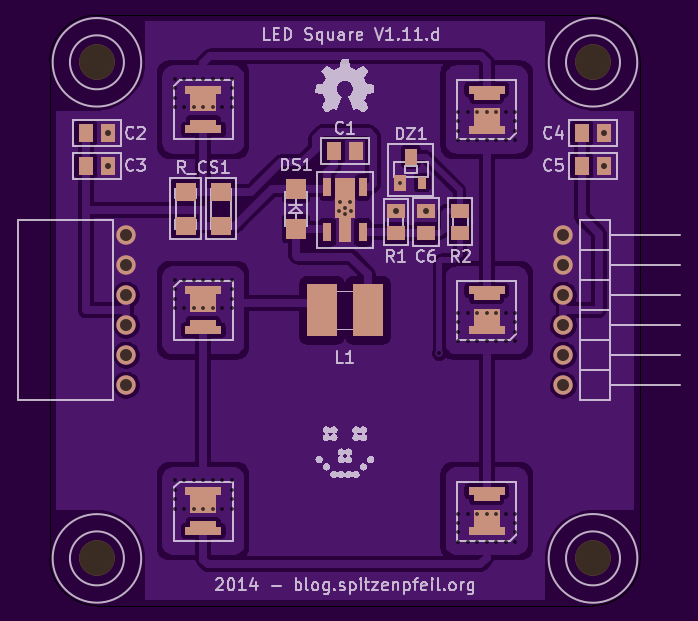 LED Square V1.11.d
C1
DZ1
C2
C4
C3
R_CS1
DS1
C5
R1
C6
R2
L1
2014 – blog.spitzenpfeil.org